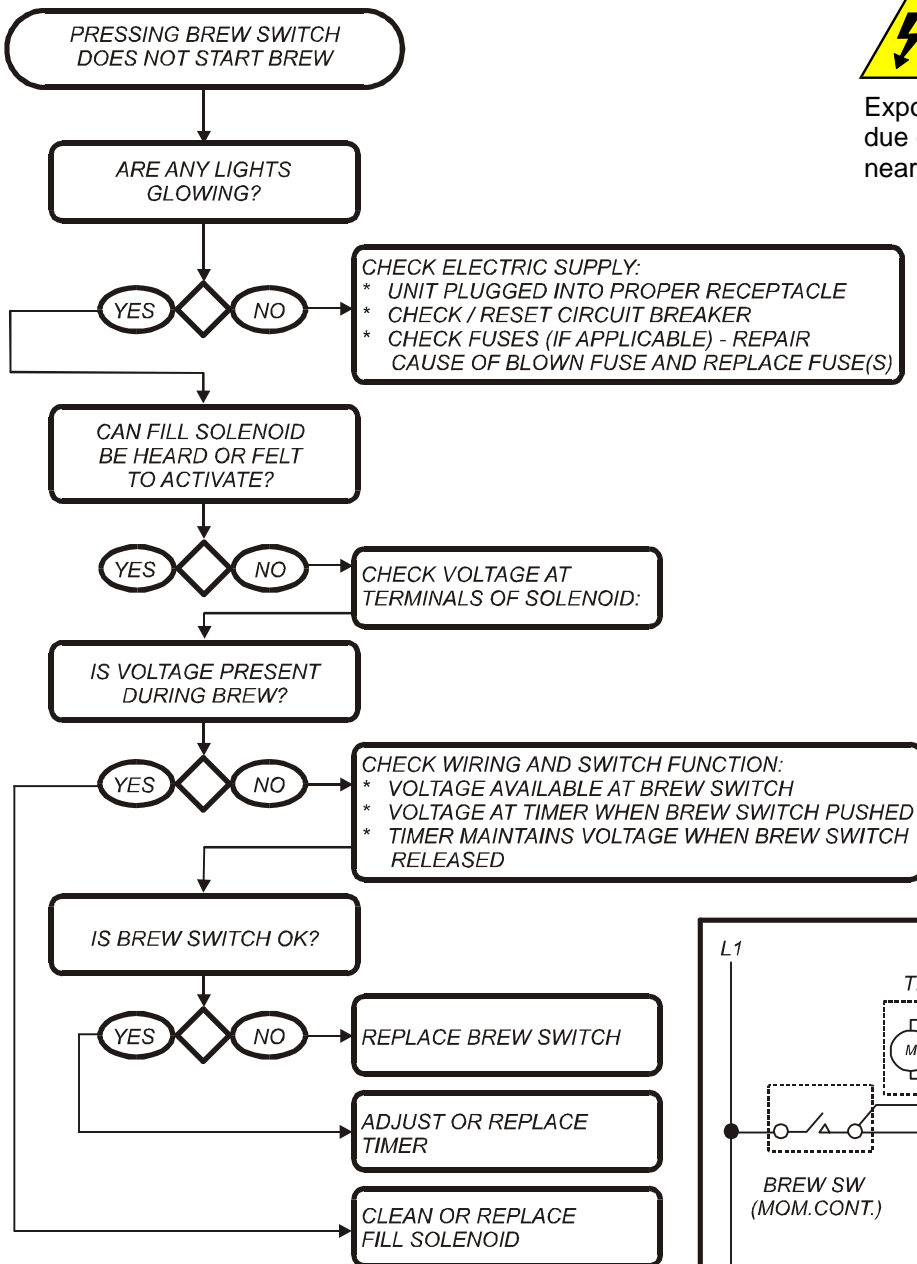 PRESSING BREW SWITCH
DOES NOT START BREW
ARE ANY LIGHTS
GLOWING?
YES
NO
CHECK ELECTRIC SUPPLY:
* UNIT PLUGGED INTO PROPER RECEPTACLE
* CHECK / RESET CIRCUIT BREAKER
* CHECK FUSES (IF APPLICABLE) - REPAIR
CAUSE OF BLOWN FUSE AND REPLACE FUSE(S)
CAN FILL SOLENOID
BE HEARD OR FELT
TO ACTIVATE?
YES
NO
CHECK VOLTAGE AT
TERMINALS OF SOLENOID:
IS VOLTAGE PRESENT
DURING BREW?
YES
NO
CHECK WIRING AND SWITCH FUNCTION:
* VOLTAGE AVAILABLE AT BREW SWITCH
* VOLTAGE AT TIMER WHEN BREW SWITCH PUSHED
* TIMER MAINTAINS VOLTAGE WHEN BREW SWITCH
RELEASED
IS BREW SWITCH OK?
YES
NO
REPLACE BREW SWITCH
ADJUST OR REPLACE
TIMER
CLEAN OR REPLACE
FILL SOLENOID
due
near
L1
BREW SW
(MOM.CONT.)